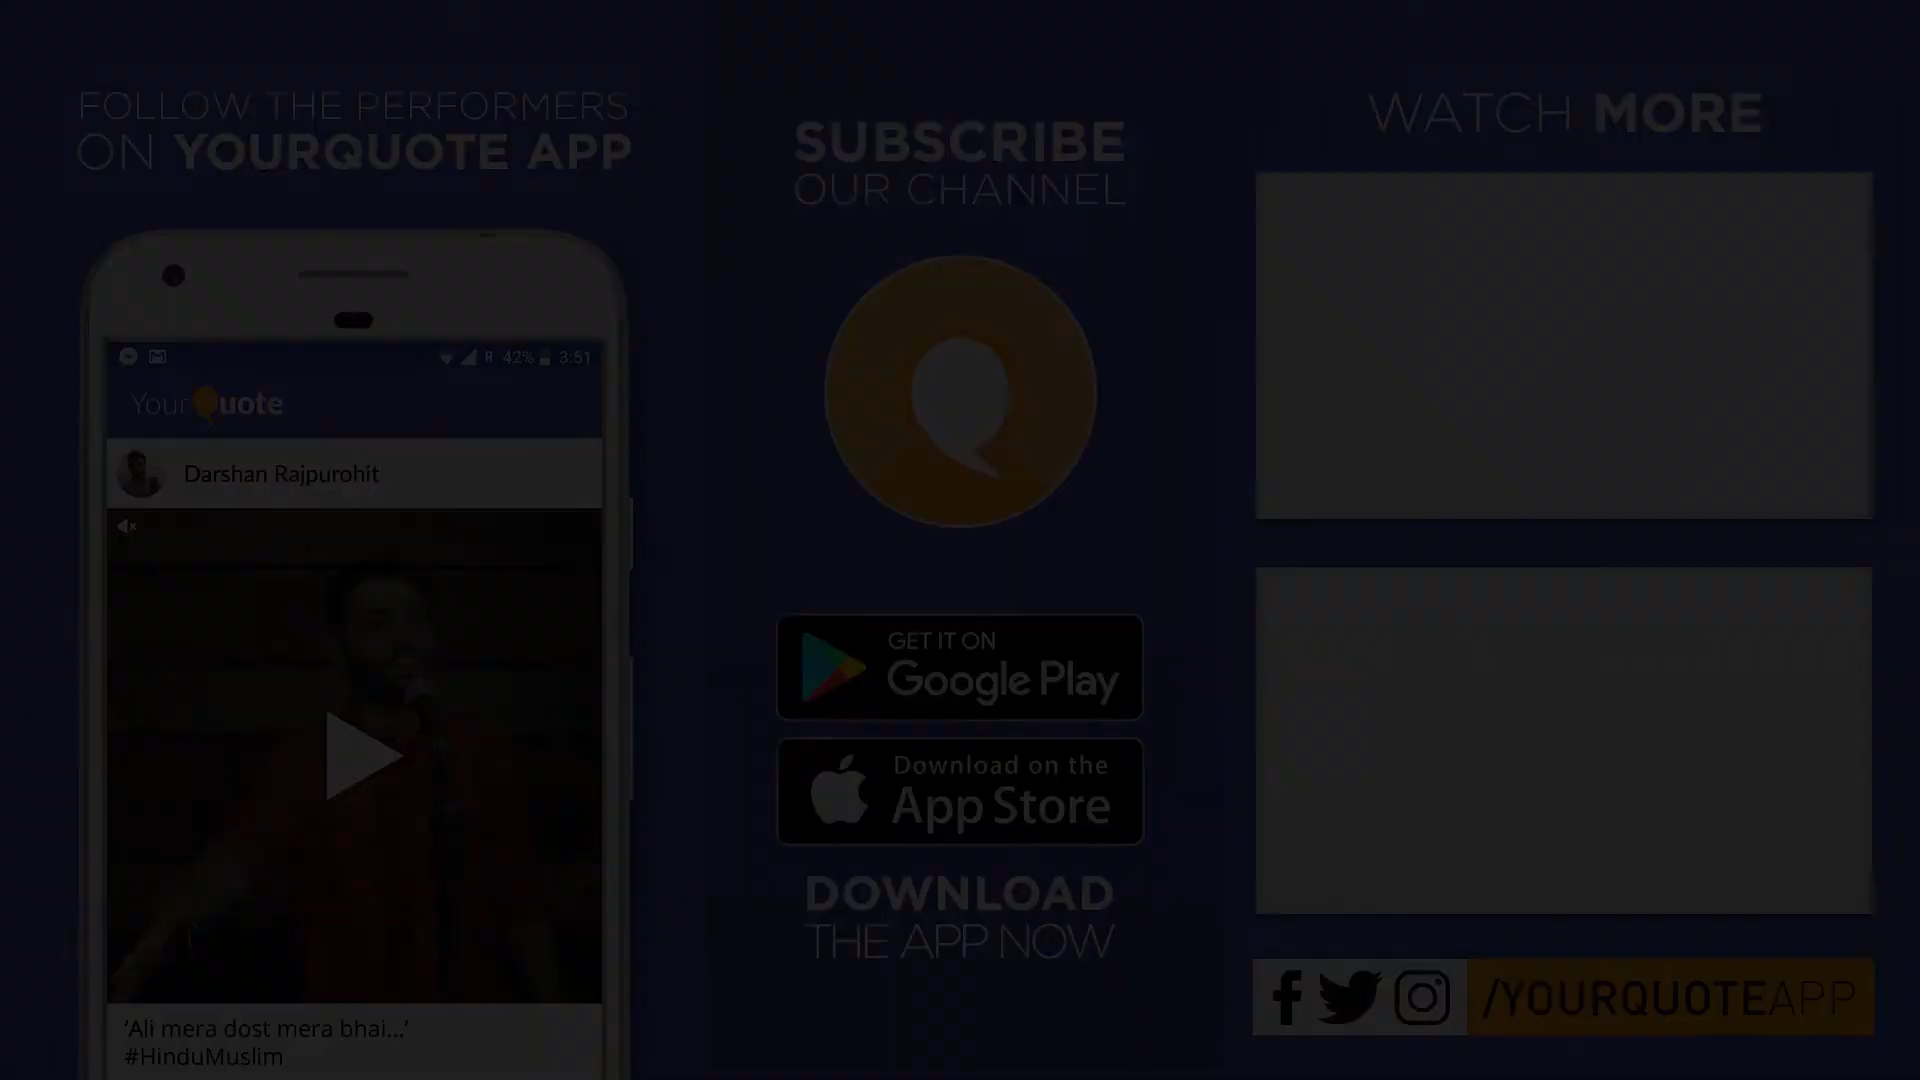 FOLLOW THE PERFORMERS
ON YOURQUOTE APP
R 42% 3:51
YourQuote
Darshan Rajpurohit
'Ali mera dost mera bhai...'
#HinduMuslim
SUBSCRIBE
OUR CHANNEL
GET IT ON
Google Play
Download on the
App Store
DOWNLOAD
THE APP NOW
WATCH MORE
/YOURQUOTEAPP